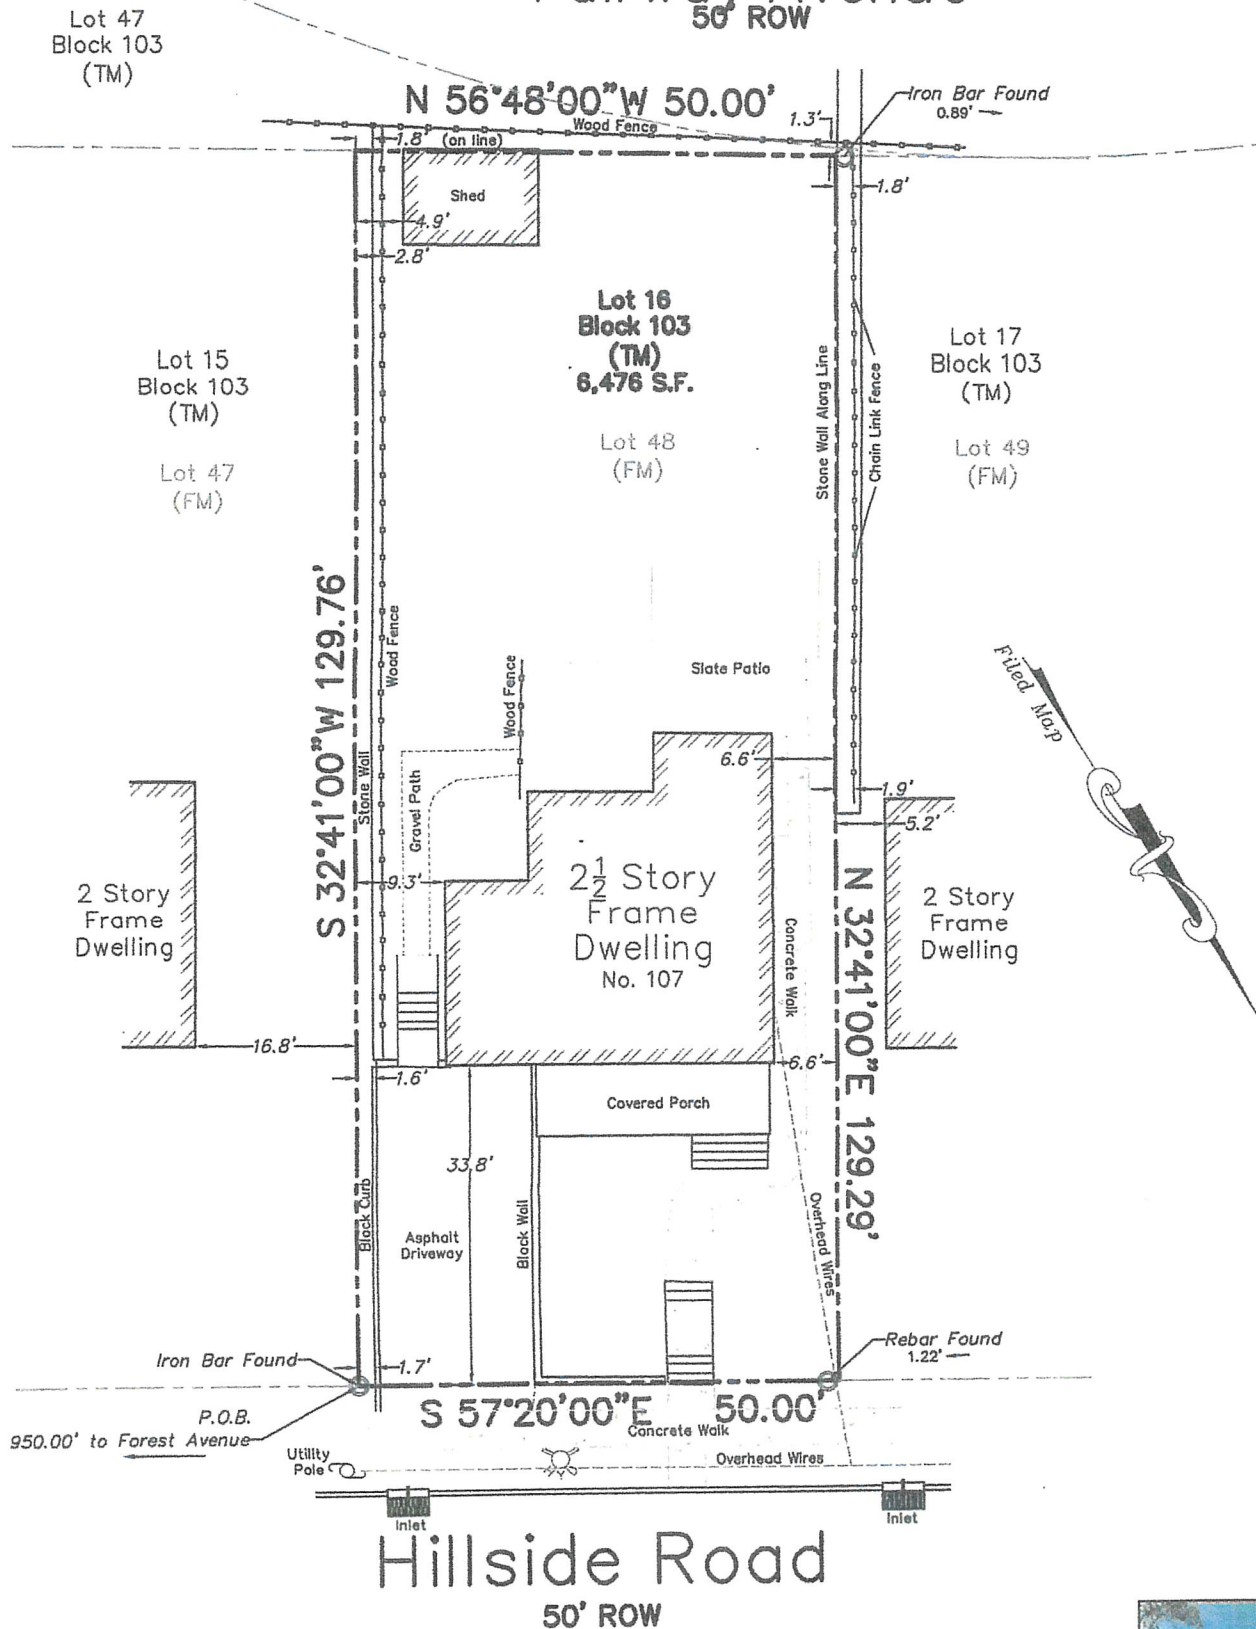 50' ROW
Lot 47
Block 103
(TM)
N 56°48'00"W 50.00'
Wood Fence
Iron Bar Found
0.89'
1.3'
1.8'
(on line)
Shed
1.8'
4.9'
2.8'
Lot 16
Block 103
(TM)
6,476 S.F.
Lot 48
(FM)
Lot 15
Block 103
(TM)
Lot 47
(FM)
Lot 17
Block 103
(TM)
Lot 49
(FM)
Stone Wall Along Line
Chain Link Fence
S 32°41'00"W 129.76'
Wood Fence
Stone Wall
Wood Fence
Slate Patio
Filed Map
Gravel Path
6.6'
1.9'
5.2'
9.3'
2 Story
Frame
Dwelling
2½ Story
Frame
Dwelling
No. 107
Concrete Walk
N 32°41'00"E 129.29'
2 Story
Frame
Dwelling
16.8'
1.6'
6.6'
Covered Porch
33.8'
Block Curb
Asphalt
Driveway
Block Wall
Overhead Wires
Iron Bar Found
1.7'
Rebar Found
1.22'
S 57°20'00"E 50.00'
P.O.B.
950.00' to Forest Avenue
Concrete Walk
Utility
Pole
Overhead Wires
Inlet
Inlet
Hillside Road
50' ROW